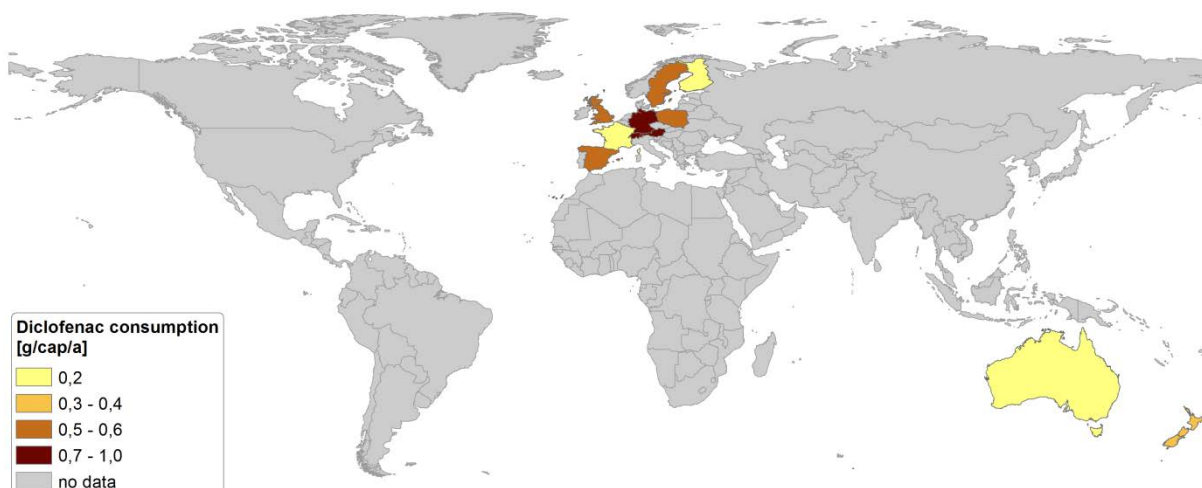 Diclofenac consumption
[g/cap/a]
0,2
0,3 - 0,4
0,5 - 0,6
0,7 - 1,0
no data